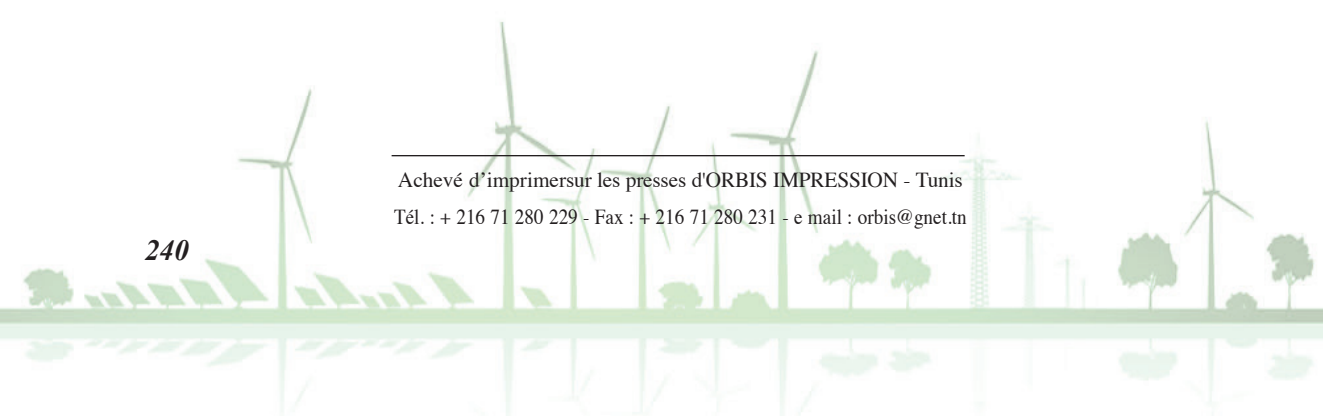 Achevé d’imprimersur les presses d'ORBIS IMPRESSION - Tunis
Tél. : + 216 71 280 229 - Fax : + 216 71 280 231 - e mail : orbis@gnet.tn
240